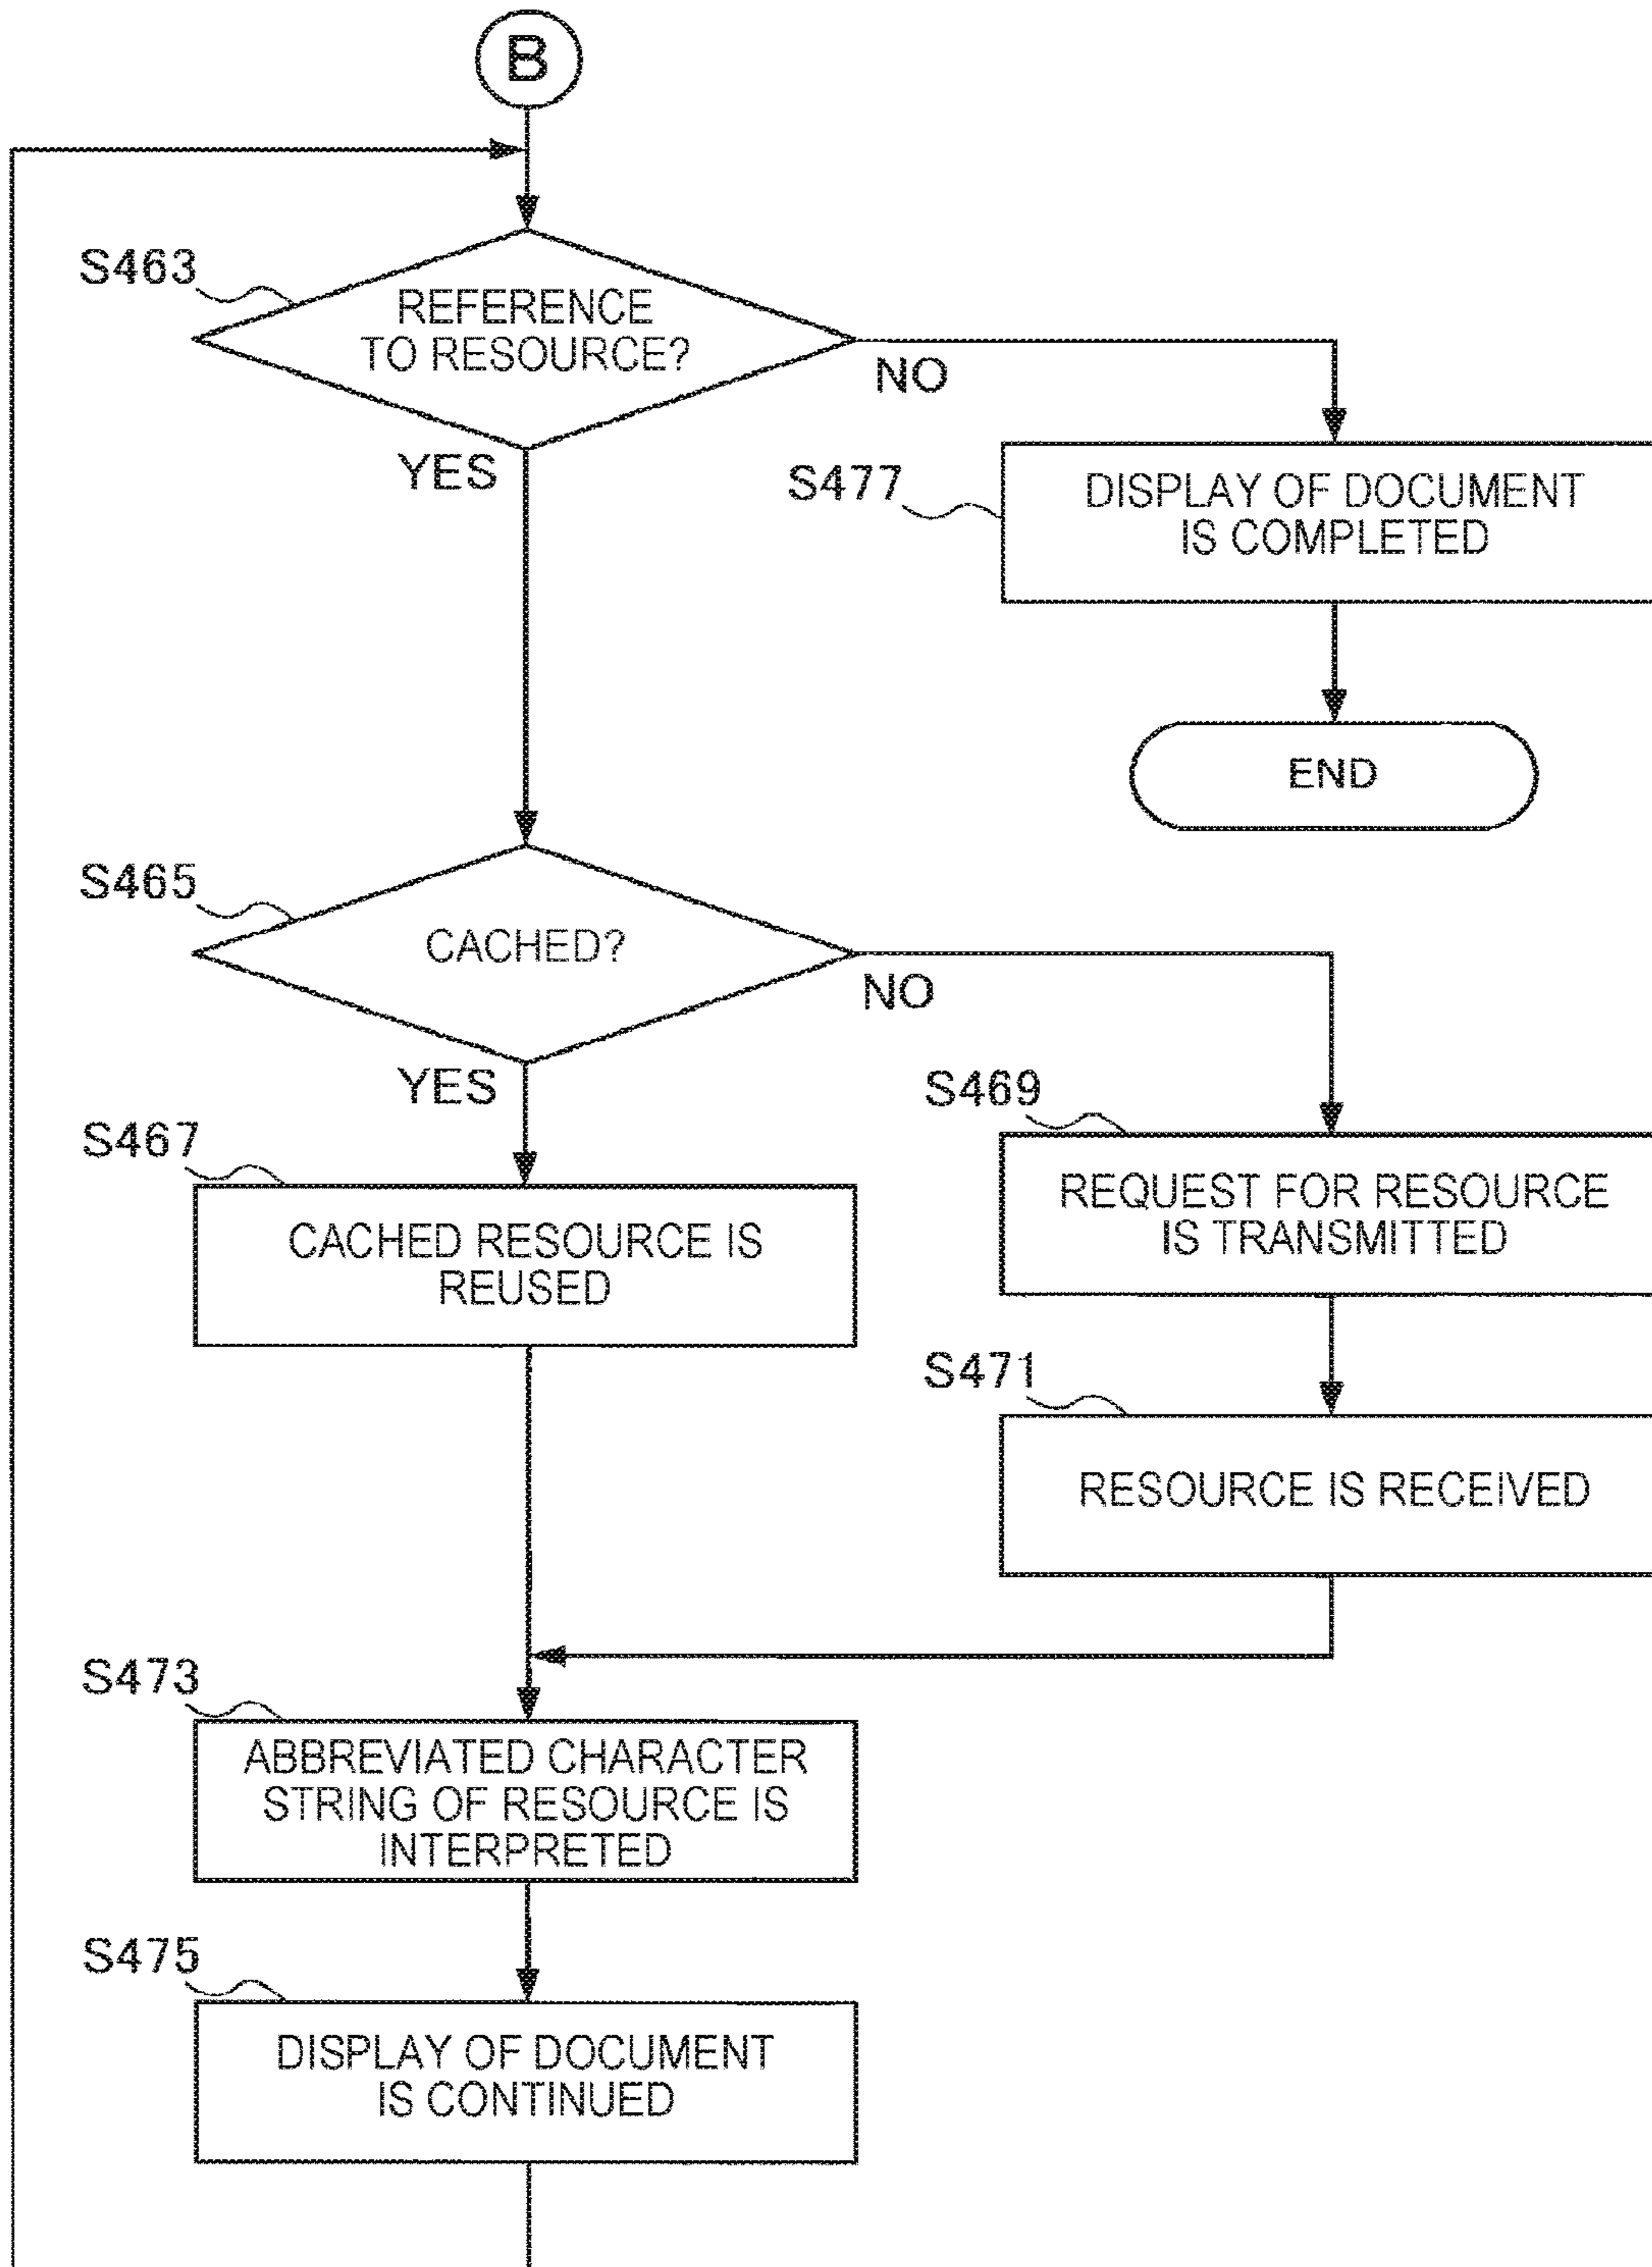 B
S463
REFERENCE
TO RESOURCE?
NO
YES
S477
DISPLAY OF DOCUMENT
IS COMPLETED
END
S465
CACHED?
NO
YES
S467
CACHED RESOURCE IS
REUSED
S469
REQUEST FOR RESOURCE
IS TRANSMITTED
S471
RESOURCE IS RECEIVED
S473
ABBREVIATED CHARACTER
STRING OF RESOURCE IS
INTERPRETED
S475
DISPLAY OF DOCUMENT
IS CONTINUED